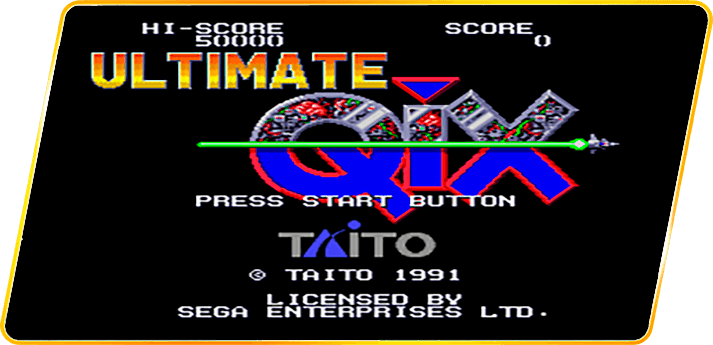 HI-SCORE SCORE
50000 0
ULTIMATE
QIX
PRESS START BUTTON
TAITO
© TAITO 1991
LICENSED BY
SEGA ENTERPRISES LTD.